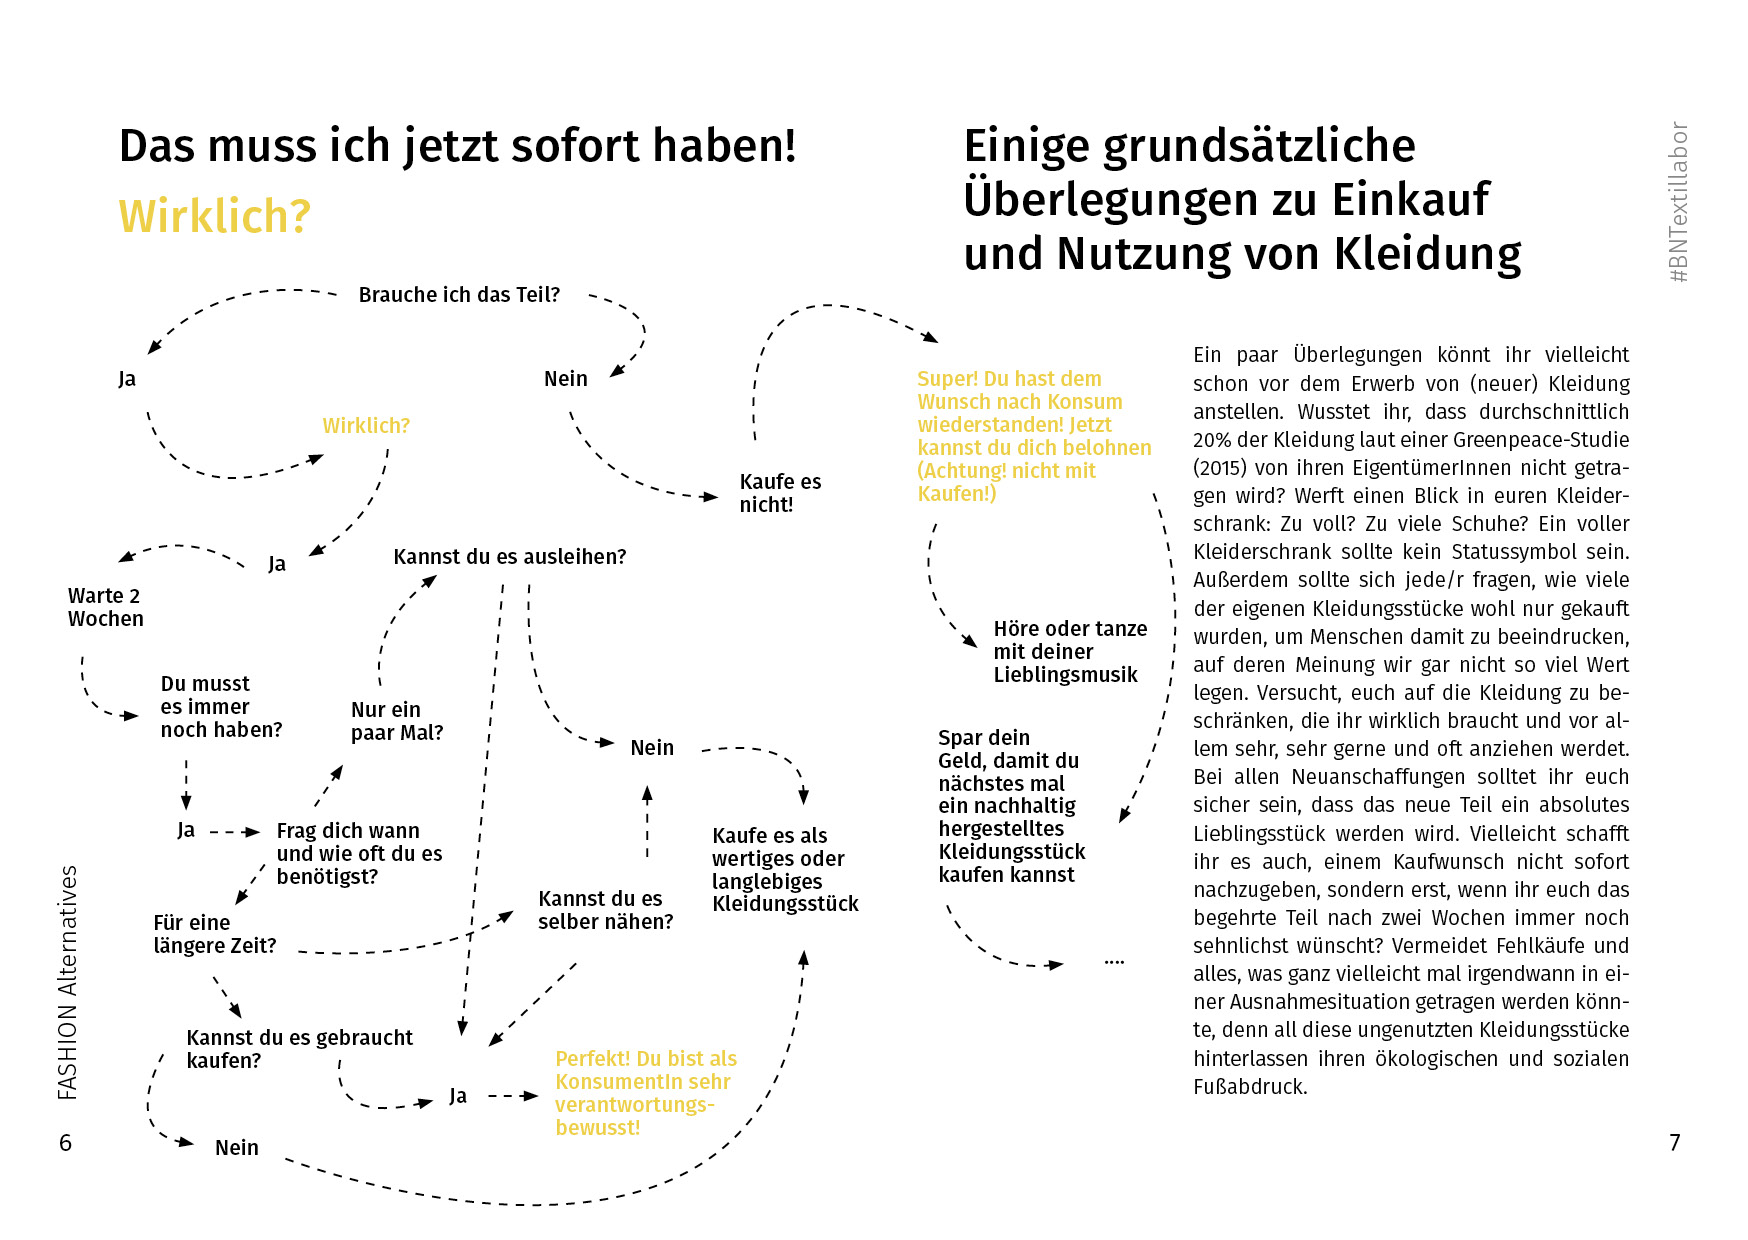 Das muss ich jetzt sofort haben!
Wirklich?
Brauche ich das Teil?
Ja
Nein
Wirklich?
Kaufe es
nicht!
Ja
Kannst du es ausleihen?
Warte 2
Wochen
Du musst
es immer
noch haben?
Nur ein
paar Mal?
Nein
Ja
Frag dich wann
und wie oft du es
benötigst?
Kaufe es als
wertiges oder
langlebiges
Kleidungsstück
Für eine
längere Zeit?
Kannst du es
selber nähen?
Kannst du es gebraucht
kaufen?
Ja
Perfekt! Du bist als
KonsumentIn sehr
verantwortungs-
bewusst!
Nein
FASHION Alternatives
6
Einige grundsätzliche
Überlegungen zu Einkauf
und Nutzung von Kleidung
#BNTextillabor
Super! Du hast dem
Wunsch nach Konsum
wiederstanden! Jetzt
kannst du dich belohnen
(Achtung! nicht mit
Kaufen!)
Höre oder tanze
mit deiner
Lieblingsmusik
Spar dein
Geld, damit du
nächstes mal
ein nachhaltig
hergestelltes
Kleidungsstück
kaufen kannst
....
Ein paar Überlegungen könnt ihr vielleicht
schon vor dem Erwerb von (neuer) Kleidung
anstellen. Wusstet ihr, dass durchschnittlich
20% der Kleidung laut einer Greenpeace-Studie
(2015) von ihren EigentümerInnen nicht getra-
gen wird? Werft einen Blick in euren Kleider-
schrank: Zu voll? Zu viele Schuhe? Ein voller
Kleiderschrank sollte kein Statussymbol sein.
Außerdem sollte sich jede/r fragen, wie viele
der eigenen Kleidungsstücke wohl nur gekauft
wurden, um Menschen damit zu beeindrucken,
auf deren Meinung wir gar nicht so viel Wert
legen. Versucht, euch auf die Kleidung zu be-
schränken, die ihr wirklich braucht und vor al-
lem sehr, sehr gerne und oft anziehen werdet.
Bei allen Neuanschaffungen solltet ihr euch
sicher sein, dass das neue Teil ein absolutes
Lieblingsstück werden wird. Vielleicht schafft
ihr es auch, einem Kaufwunsch nicht sofort
nachzugeben, sondern erst, wenn ihr euch das
begehrte Teil nach zwei Wochen immer noch
sehnlichst wünscht? Vermeidet Fehlkäufe und
alles, was ganz vielleicht mal irgendwann in ei-
ner Ausnahmesituation getragen werden könn-
te, denn all diese ungenutzten Kleidungsstücke
hinterlassen ihren ökologischen und sozialen
Fußabdruck.
7